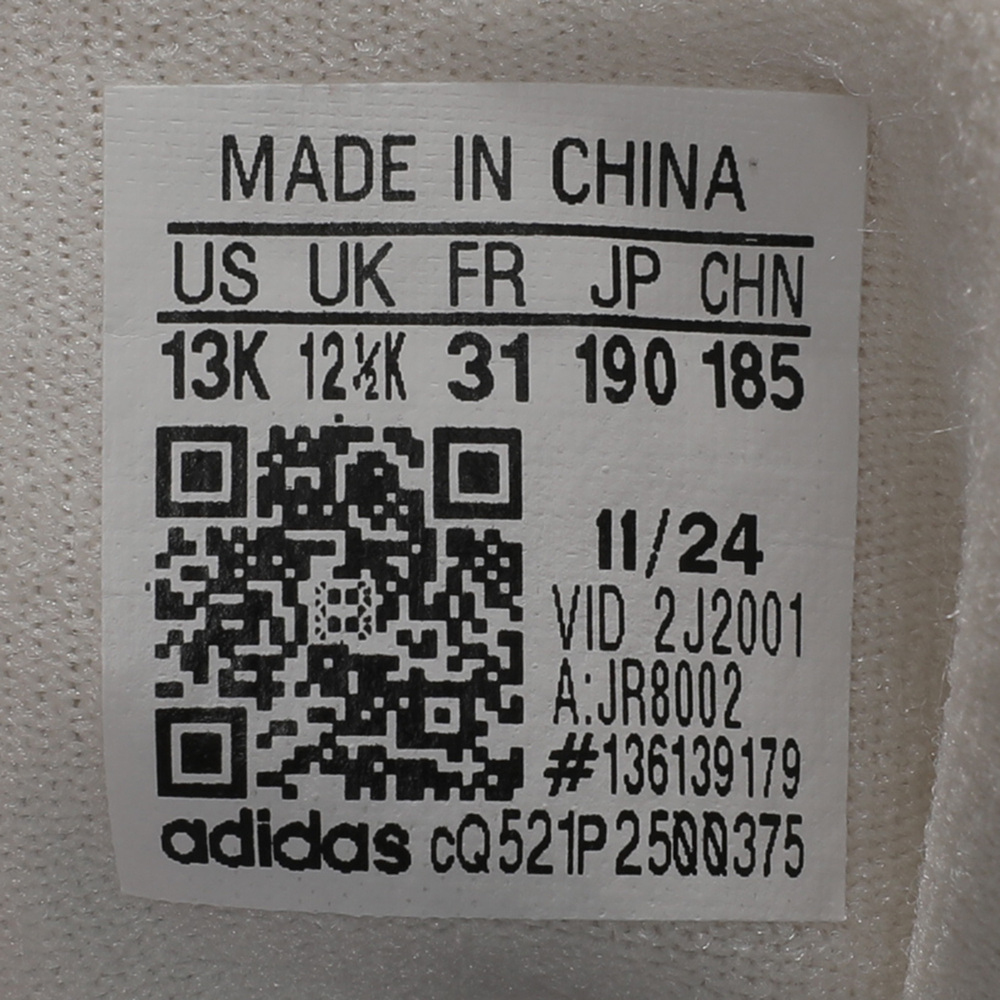 MADE IN CHINA
US UK FR JP CHN
13K 12½K 31 190 185
11/24
VID 2J2001
A:JR8002
#136139179
adidas cQ521P2500375